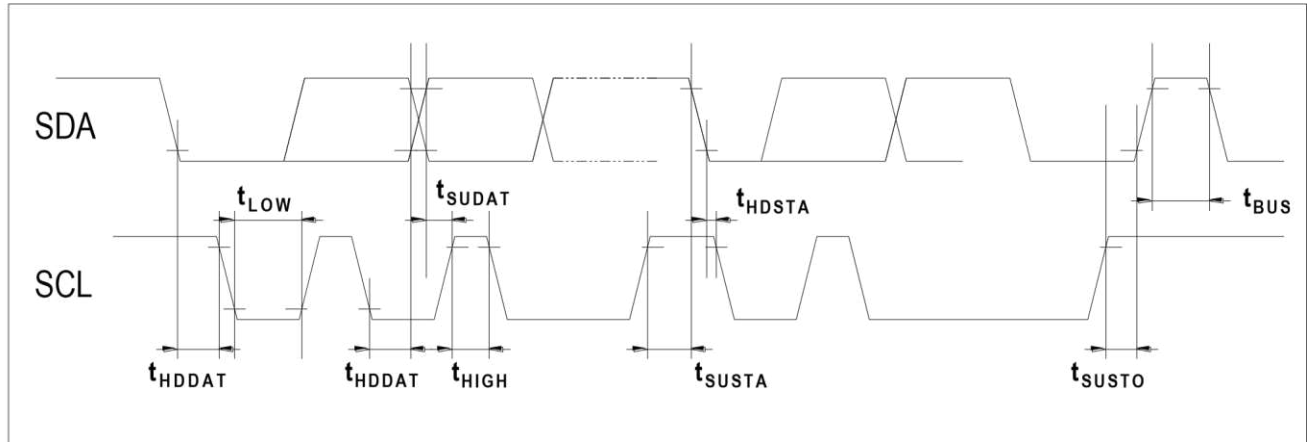 SDA
tSUDAT
tLOW
tHDSTA
tBUS
SCL
tHDDAT
tHDDAT
tHIGH
tSUSTA
tSUSTO